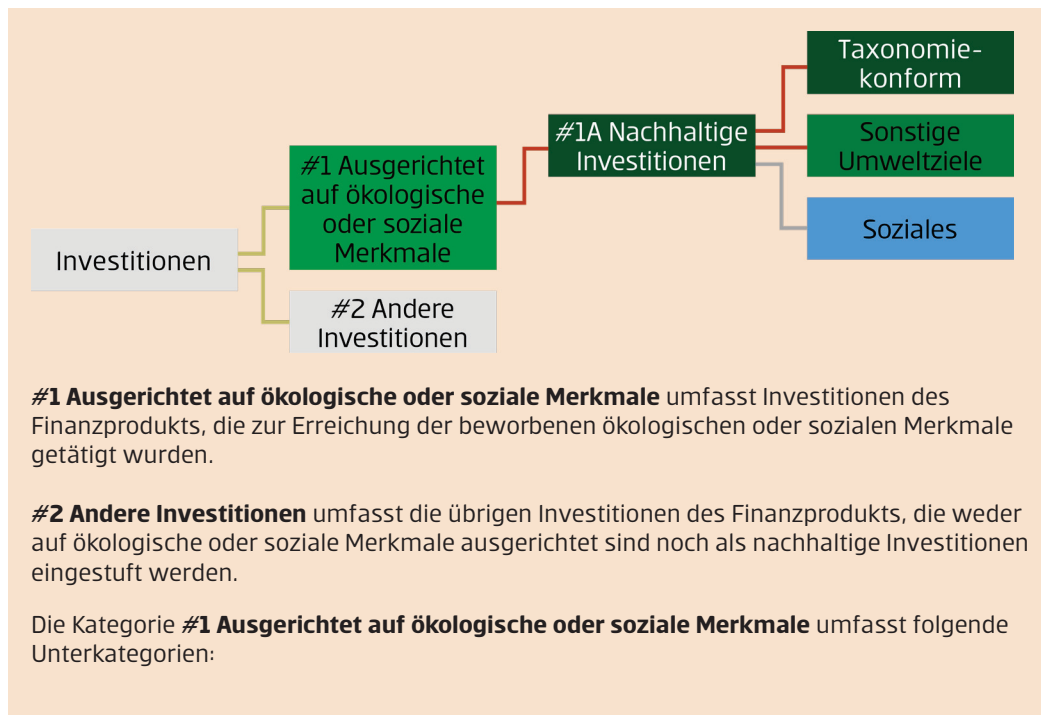 Taxonomie-
konform
#1A Nachhaltige
Investitionen
Sonstige
Umweltziele
#1 Ausgerichtet
auf ökologische
oder soziale
Merkmale
Soziales
Investitionen
#2 Andere
Investitionen
#1 Ausgerichtet auf ökologische oder soziale Merkmale umfasst Investitionen des
Finanzprodukts, die zur Erreichung der beworbenen ökologischen oder sozialen Merkmale
getätigt wurden.
#2 Andere Investitionen umfasst die übrigen Investitionen des Finanzprodukts, die weder
auf ökologische oder soziale Merkmale ausgerichtet sind noch als nachhaltige Investitionen
eingestuft werden.
Die Kategorie #1 Ausgerichtet auf ökologische oder soziale Merkmale umfasst folgende
Unterkategorien: